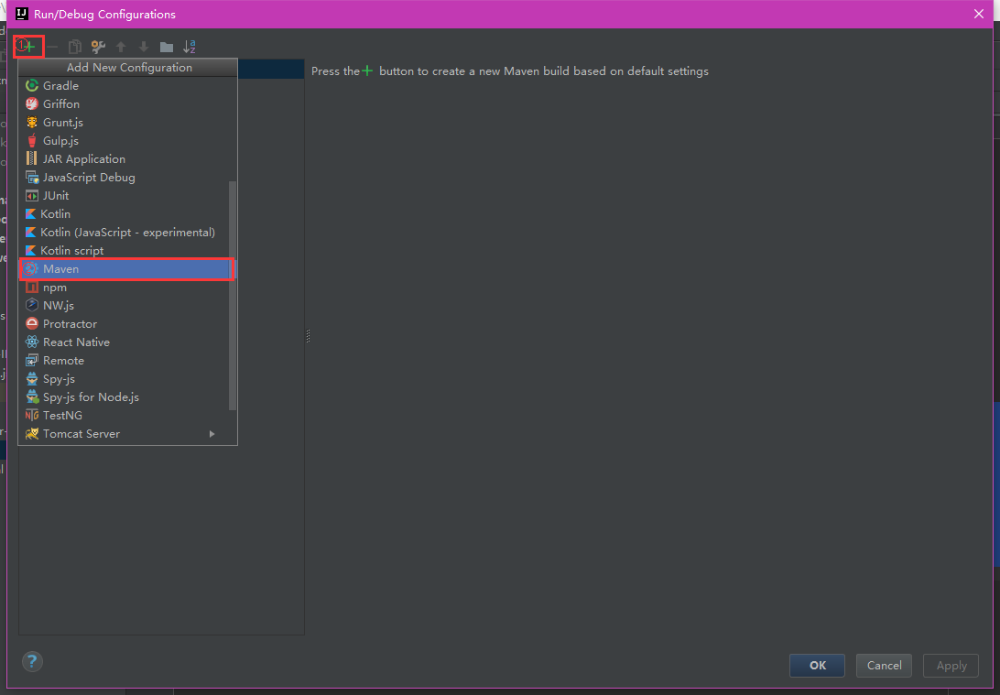 Run/Debug Configurations
Add New Configuration
Press the + button to create a new Maven build based on default settings
Gradle
Griffon
Grunt.js
Gulp.js
JAR Application
JavaScript Debug
JUnit
Kotlin
Kotlin (JavaScript - experimental)
Kotlin script
Maven
npm
NW.js
Protractor
React Native
Remote
Spy-js
Spy-js for Node.js
TestNG
Tomcat Server
?
OK
Cancel
Apply